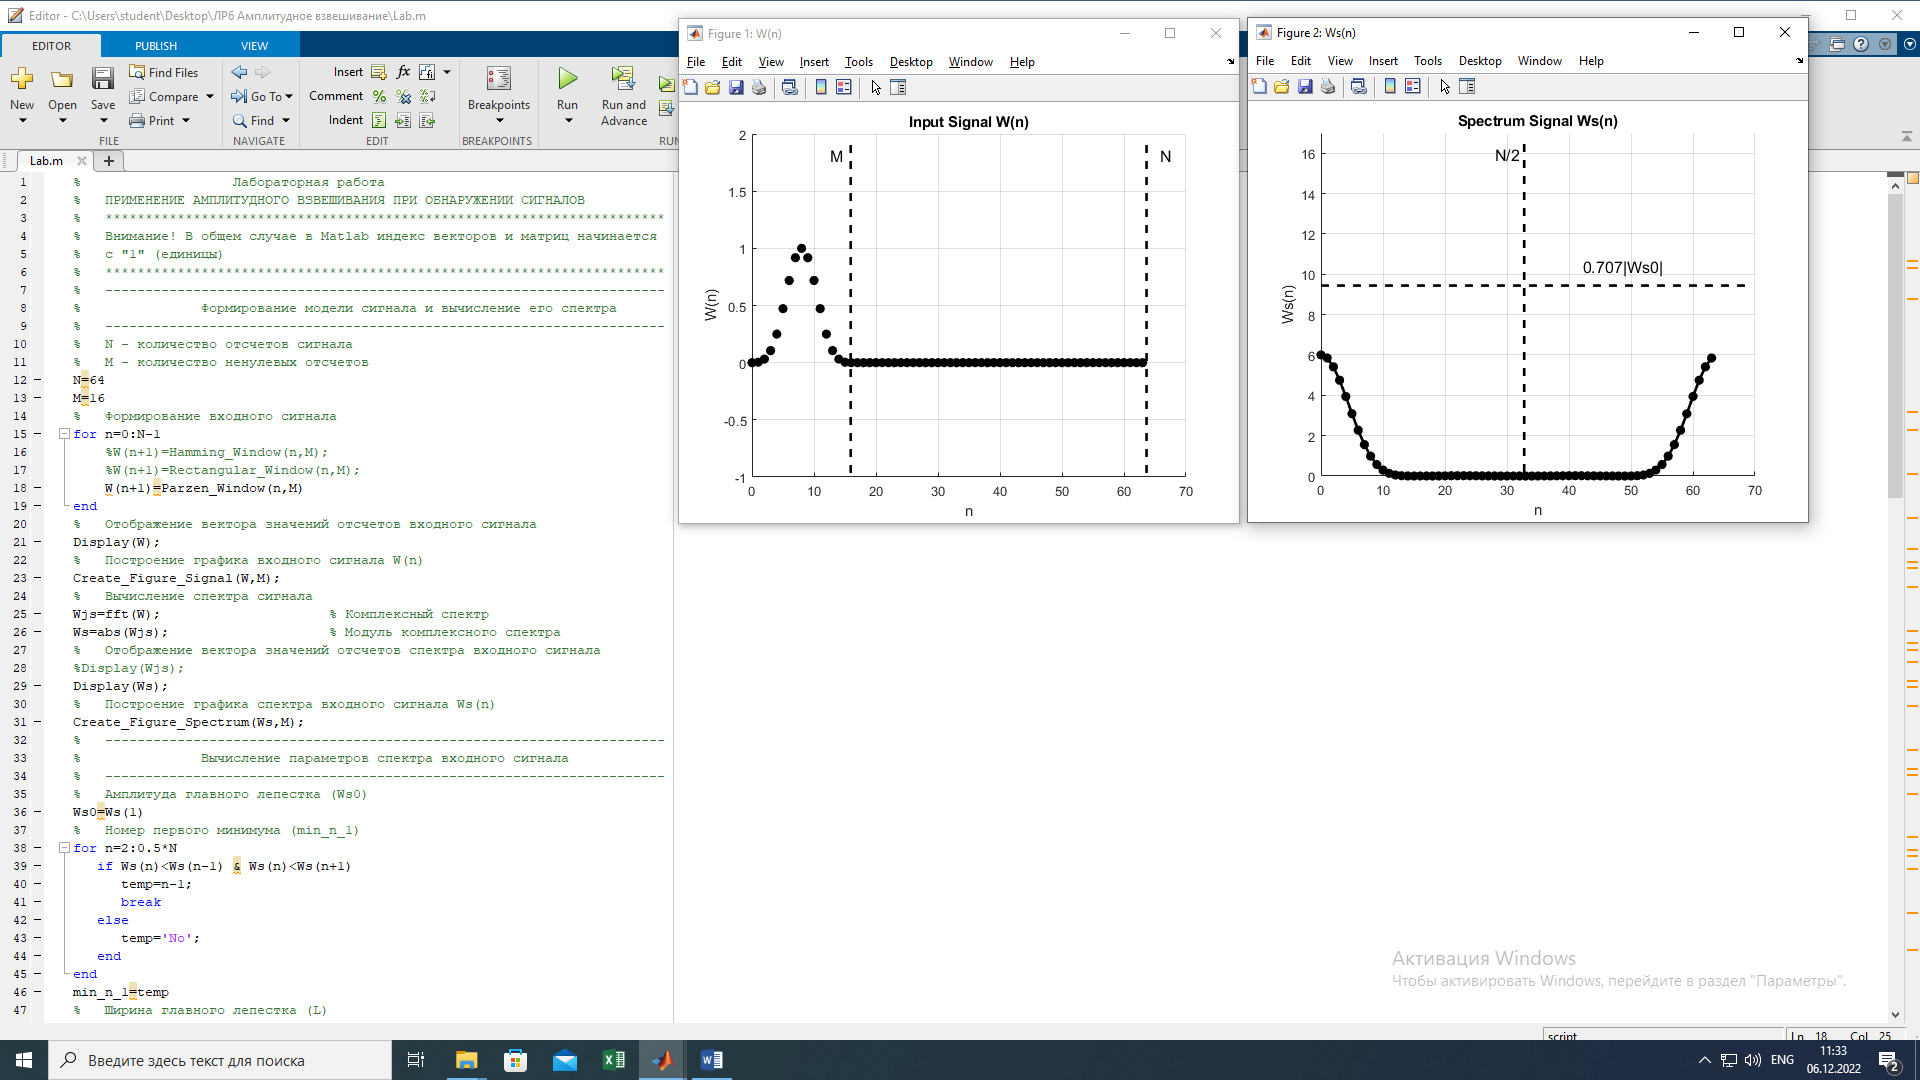 Editor - C:\Users\student\Desktop\ЛР6 Амплитудное взвешивание\Lab.m
EDITOR PUBLISH VIEW
New Open Save
Find Files
Compare
Print
FILE
Go To
Find
NAVIGATE
Insert
Comment
Indent
EDIT
Breakpoints
BREAKPOINTS
Run
Run and
Advance
RUN
Lab.m
1 % Лабораторная работа
2 % ПРИМЕНЕНИЕ АМПЛИТУДНОГО ВЗВЕШИВАНИЯ ПРИ ОБНАРУЖЕНИИ СИГНАЛОВ
3 % **********************************************************************
4 % Внимание! В общем случае в Matlab индекс векторов и матриц начинается
5 % с "1" (единицы)
6 % **********************************************************************
7 % ----------------------------------------------------------------------
8 % Формирование модели сигнала и вычисление его спектра
9 % ----------------------------------------------------------------------
10 % N - количество отсчетов сигнала
11 % M - количество ненулевых отсчетов
12 – N=64
13 – M=16
14 % Формирование входного сигнала
15 – for n=0:N-1
16 %W(n+1)=Hamming_Window(n,M);
17 %W(n+1)=Rectangular_Window(n,M);
18 – W(n+1)=Parzen_Window(n,M)
19 – end
20 % Отображение вектора значений отсчетов входного сигнала
21 – Display(W);
22 % Построение графика входного сигнала W(n)
23 – Create_Figure_Signal(W,M);
24 % Вычисление спектра сигнала
25 – Wjs=fft(W); % Комплексный спектр
26 – Ws=abs(Wjs); % Модуль комплексного спектра
27 % Отображение вектора значений отсчетов спектра входного сигнала
28 %Display(Wjs);
29 – Display(Ws);
30 % Построение графика спектра входного сигнала Ws(n)
31 – Create_Figure_Spectrum(Ws,M);
32 % ----------------------------------------------------------------------
33 % Вычисление параметров спектра входного сигнала
34 % ----------------------------------------------------------------------
35 % Амплитуда главного лепестка (Ws0)
36 – Ws0=Ws(1)
37 % Номер первого минимума (min_n_1)
38 – for n=2:0.5*N
39 – if Ws(n)<Ws(n-1) & Ws(n)<Ws(n+1)
40 – temp=n-1;
41 – break
42 – else
43 – temp='No';
44 – end
45 – end
46 – min_n_1=temp
47 % Ширина главного лепестка (L)
Figure 1: W(n)
File Edit View Insert Tools Desktop Window Help
Input Signal W(n)
M N
2
1.5
1
0.5
0
-0.5
-1
W(n)
0 10 20 30 40 50 60 70
n
Figure 2: Ws(n)
File Edit View Insert Tools Desktop Window Help
Spectrum Signal Ws(n)
N/2
0.707|Ws0|
16
14
12
10
8
6
4
2
0
Ws(n)
0 10 20 30 40 50 60 70
n
Активация Windows
Чтобы активировать Windows, перейдите в раздел "Параметры".
script Ln 18 Col 25
Введите здесь текст для поиска
ENG
11:33
06.12.2022
2